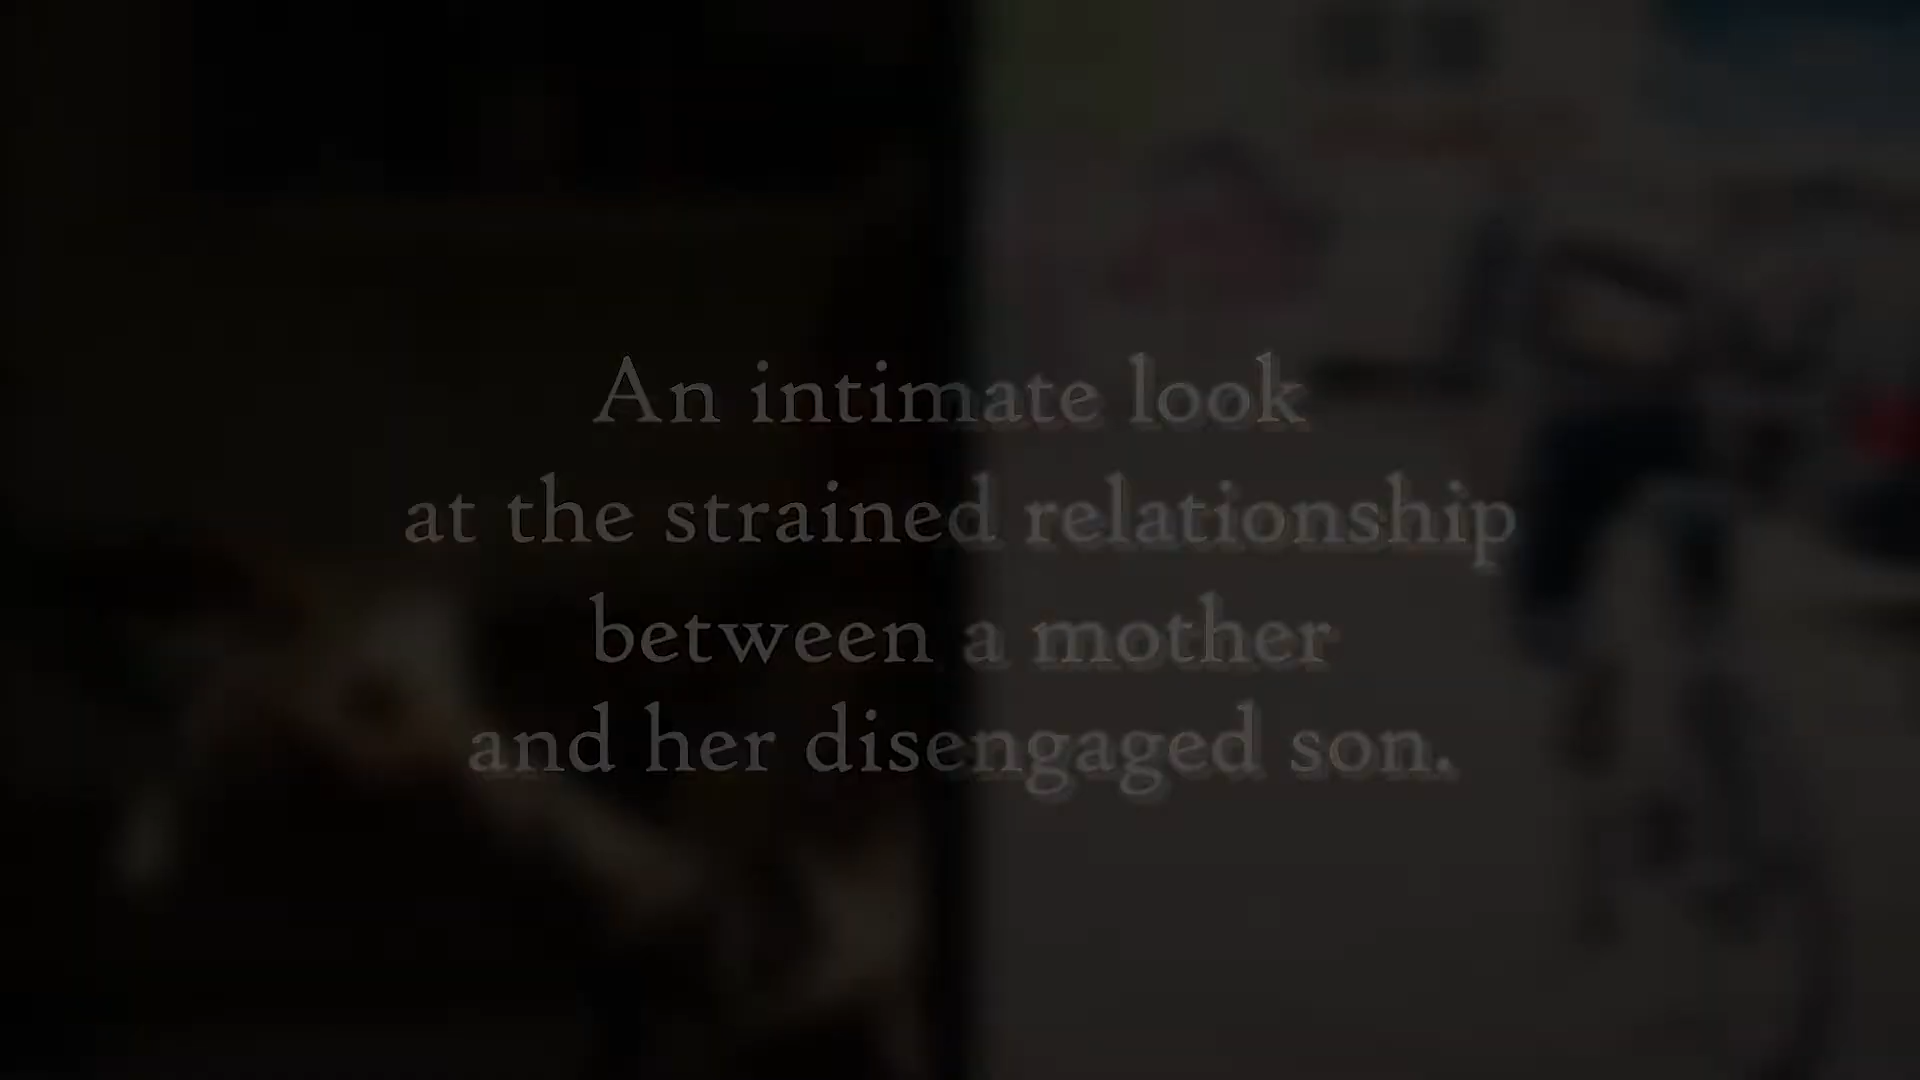 An intimate look
at the strained relationship
between a mother
and her disengaged son.